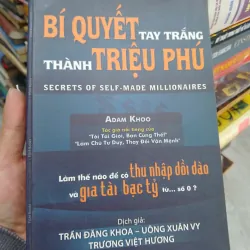 BÍ QUYẾT TAY TRẮNG
THÀNH TRIỆU PHÚ
SECRETS OF SELF-MADE MILLIONAIRES
ADAM KHOO
Tác giả các bóng của
"Tôi Tài Giỏi, Bạn Cũng Thế!"
"Làm Chủ Tư Duy, Thay Đổi Vận Mệnh"
Làm thế nào để có thu nhập dồi dào
và gia tài bạc tỷ từ... số 0 ?
Dịch giả:
TRẦN ĐĂNG KHOA – UÔNG XUÂN VY
TRƯƠNG VIỆT HƯƠNG